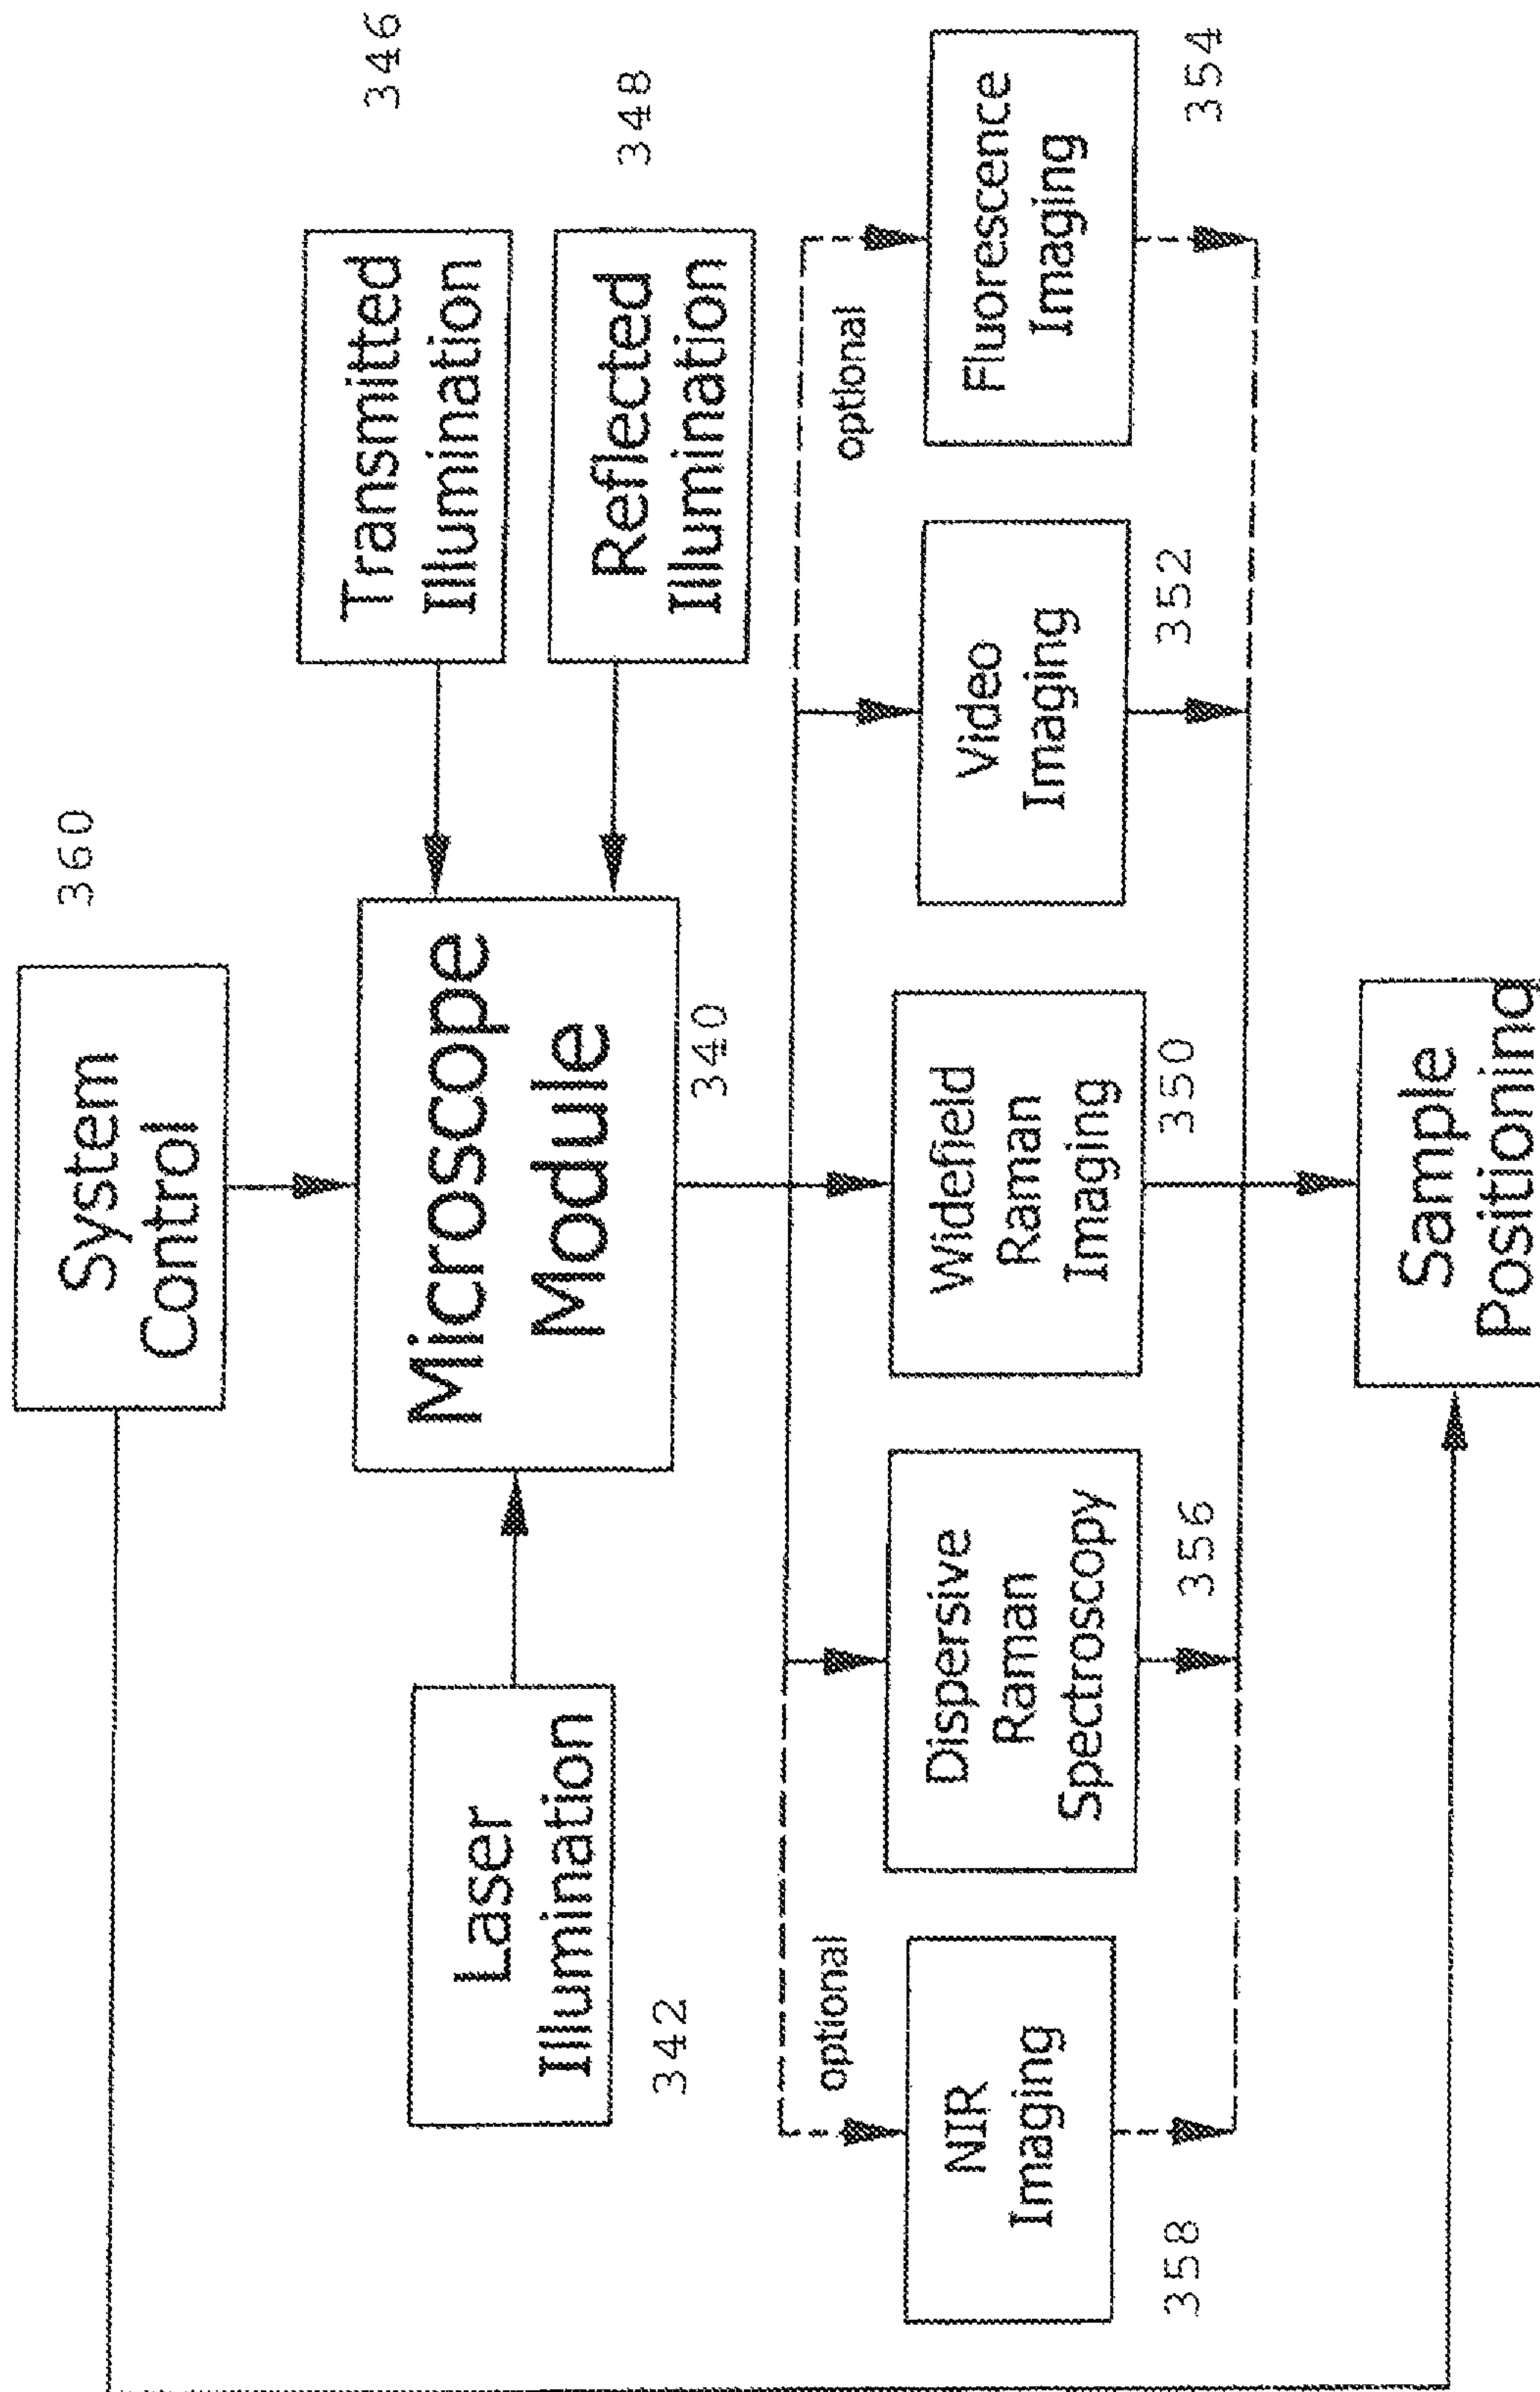 360
System
Control
346
Transmitted
Illumination
348
Reflected
Illumination
Microscope
Module
340
Laser
Illumination
342
optional
optional
NIR
Imaging
358
Dispersive
Raman
Spectroscopy
356
Widefield
Raman
Imaging
350
Video
Imaging
352
Fluorescence
Imaging
354
Sample
Positioning